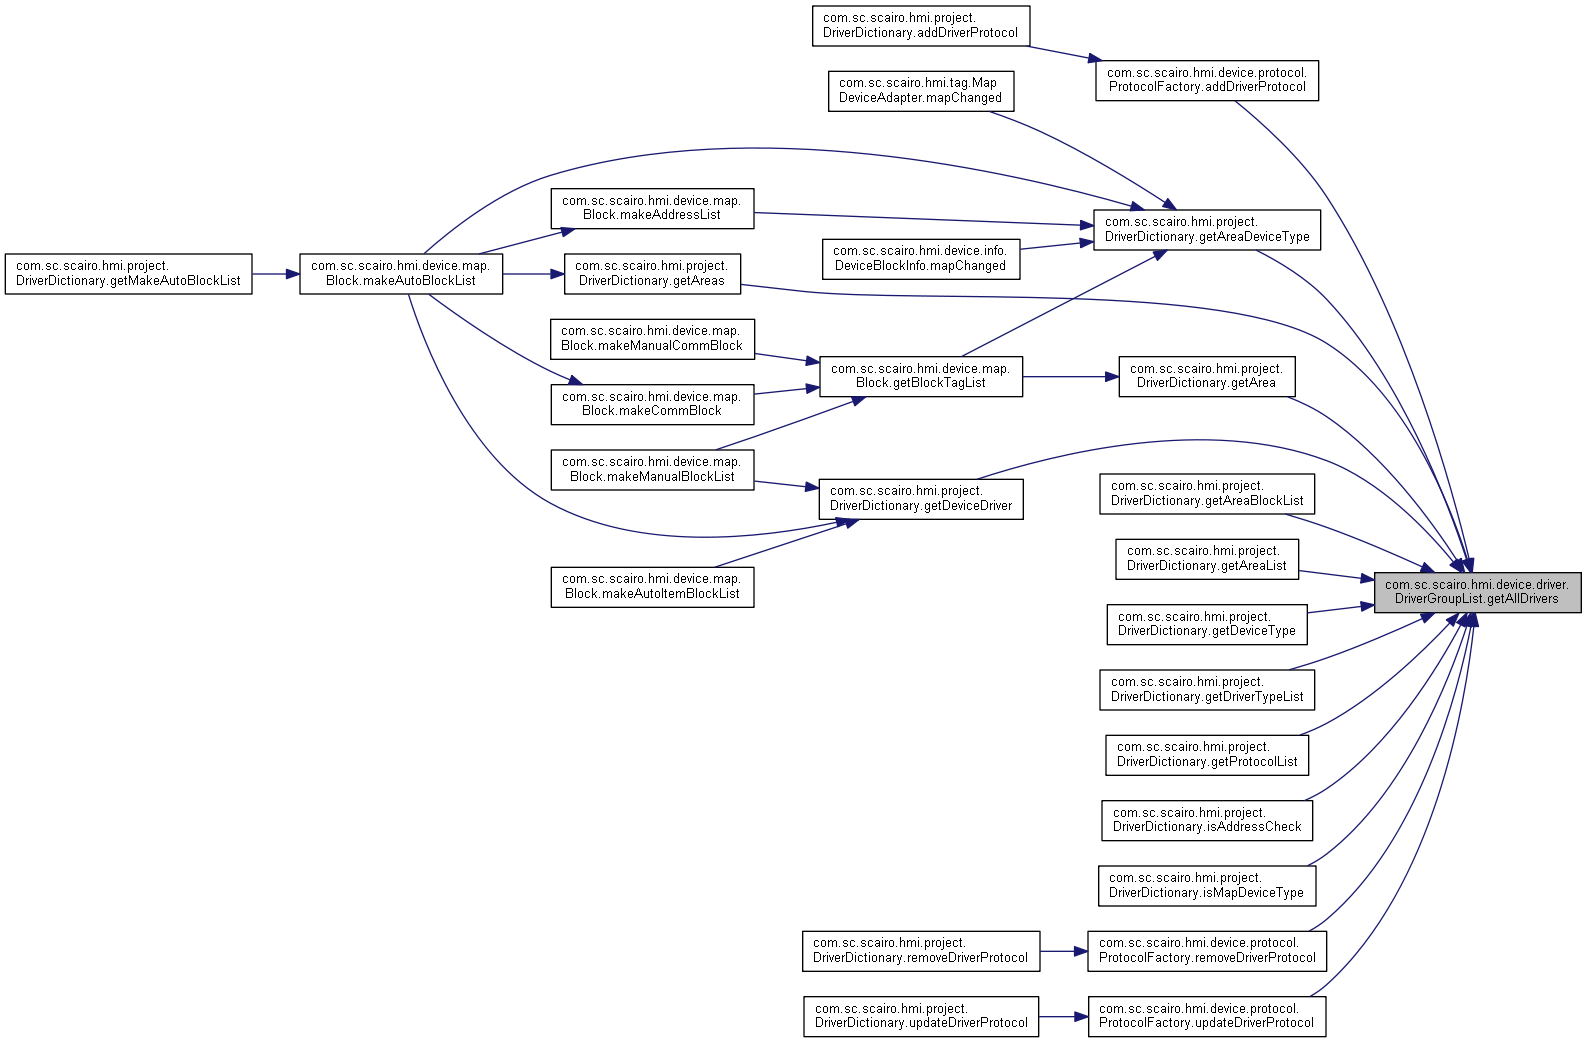 com.sc.scairo.hmi.project.
DriverDictionary.addDriverProtocol
com.sc.scairo.hmi.device.protocol.
ProtocolFactory.addDriverProtocol
com.sc.scairo.hmi.tag.Map
DeviceAdapter.mapChanged
com.sc.scairo.hmi.device.map.
Block.makeAddressList
com.sc.scairo.hmi.project.
DriverDictionary.getAreaDeviceType
com.sc.scairo.hmi.device.info.
DeviceBlockInfo.mapChanged
com.sc.scairo.hmi.project.
DriverDictionary.getMakeAutoBlockList
com.sc.scairo.hmi.device.map.
Block.makeAutoBlockList
com.sc.scairo.hmi.project.
DriverDictionary.getAreas
com.sc.scairo.hmi.device.map.
Block.makeManualCommBlock
com.sc.scairo.hmi.device.map.
Block.getBlockTagList
com.sc.scairo.hmi.project.
DriverDictionary.getArea
com.sc.scairo.hmi.device.map.
Block.makeCommBlock
com.sc.scairo.hmi.device.map.
Block.makeManualBlockList
com.sc.scairo.hmi.project.
DriverDictionary.getDeviceDriver
com.sc.scairo.hmi.project.
DriverDictionary.getAreaBlockList
com.sc.scairo.hmi.project.
DriverDictionary.getAreaList
com.sc.scairo.hmi.device.map.
Block.makeAutoItemBlockList
com.sc.scairo.hmi.device.driver.
DriverGroupList.getAllDrivers
com.sc.scairo.hmi.project.
DriverDictionary.getDeviceType
com.sc.scairo.hmi.project.
DriverDictionary.getDriverTypeList
com.sc.scairo.hmi.project.
DriverDictionary.getProtocolList
com.sc.scairo.hmi.project.
DriverDictionary.isAddressCheck
com.sc.scairo.hmi.project.
DriverDictionary.isMapDeviceType
com.sc.scairo.hmi.project.
DriverDictionary.removeDriverProtocol
com.sc.scairo.hmi.device.protocol.
ProtocolFactory.removeDriverProtocol
com.sc.scairo.hmi.project.
DriverDictionary.updateDriverProtocol
com.sc.scairo.hmi.device.protocol.
ProtocolFactory.updateDriverProtocol